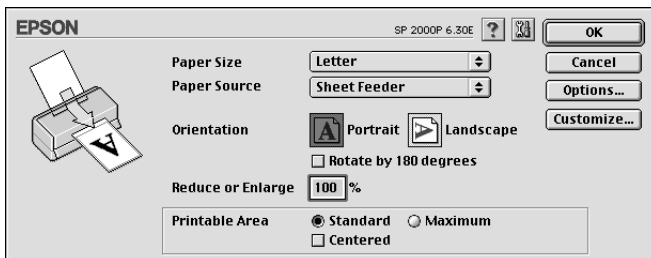 EPSON SP 2000P 6.30E ? OK
Paper Size Letter Cancel
Paper Source Sheet Feeder Options...
Customize...
Orientation A Portrait A Landscape
Rotate by 180 degrees
Reduce or Enlarge 100 %
Printable Area Standard Maximum
Centered
A